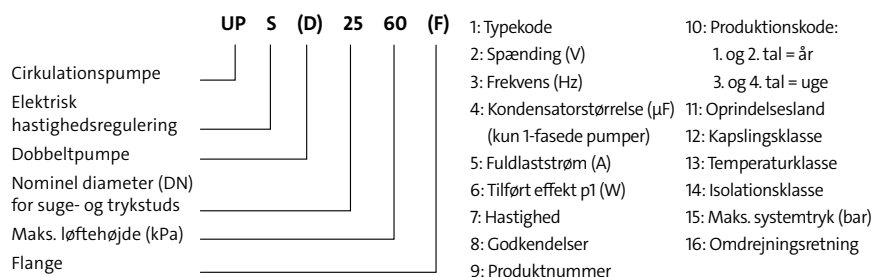 UP S (D) 25 60 (F)
Cirkulationspumpe
Elektrisk
hastighedsregulering
Dobbeltpumpe
Nominel diameter (DN)
for suge- og trykstuds
Maks. løftehøjde (kPa)
Flange
1: Typekode
2: Spænding (V)
3: Frekvens (Hz)
4: Kondensatorstørrelse (µF)
(kun 1-fasede pumper)
5: Fuldlaststrøm (A)
6: Tilført effekt p1 (W)
7: Hastighed
8: Godkendelser
9: Produktnummer
10: Produktionskode:
1. og 2. tal = år
3. og 4. tal = uge
11: Oprindelsesland
12: Kapslingsklasse
13: Temperaturklasse
14: Isolationsklasse
15: Maks. systemtryk (bar)
16: Omdrejningsretning